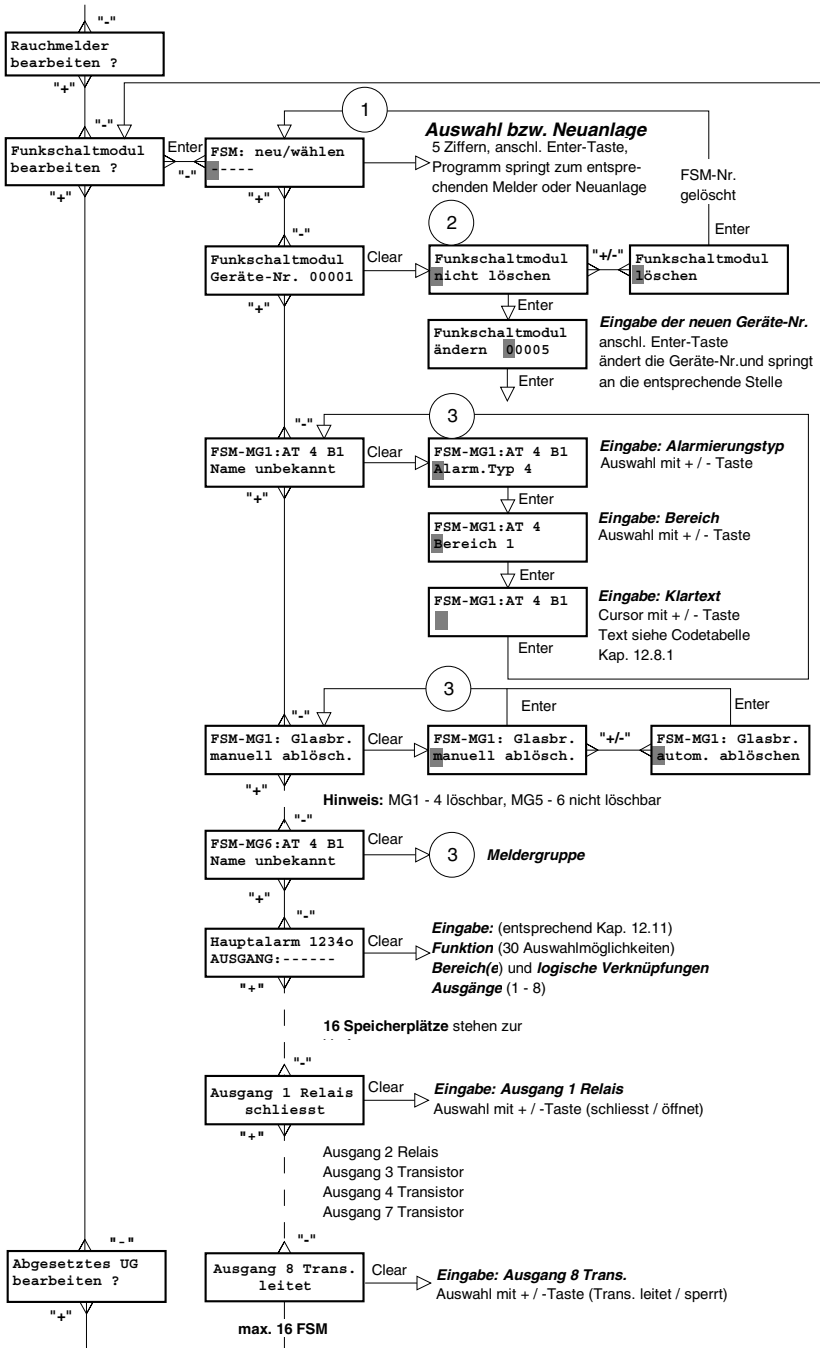 "-"
Rauchmelder
bearbeiten ?
"+"
"-"
Funkschaltmodul
bearbeiten ?
"+"
Enter
"-"
1
FSM: neu/wählen
-----
"+"
Auswahl bzw. Neuanlage
5 Ziffern, anschl. Enter-Taste,
Programm springt zum entspre-
chenden Melder oder Neuanlage
FSM-Nr.
gelöscht
Enter
"-"
Funkschaltmodul
Geräte-Nr. 00001
"+"
Clear
2
Funkschaltmodul
nicht löschen
"+/-"
Funkschaltmodul
löschen
Enter
Funkschaltmodul
ändern 00005
Enter
Eingabe der neuen Geräte-Nr.
anschl. Enter-Taste
ändert die Geräte-Nr.und springt
an die entsprechende Stelle
"-"
FSM-MG1:AT 4 B1
Name unbekannt
"+"
Clear
3
FSM-MG1:AT 4 B1
Alarm.Typ 4
Eingabe: Alarmierungstyp
Auswahl mit + / - Taste
Enter
FSM-MG1:AT 4
Bereich 1
Eingabe: Bereich
Auswahl mit + / - Taste
Enter
FSM-MG1:AT 4 B1
Eingabe: Klartext
Cursor mit + / - Taste
Text siehe Codetabelle
Kap. 12.8.1
Enter
3
"-"
Enter
Enter
FSM-MG1: Glasbr.
manuell ablösch.
"+"
Clear
FSM-MG1: Glasbr.
manuell ablösch.
"+/-"
FSM-MG1: Glasbr.
autom. ablöschen
Hinweis: MG1 - 4 löschbar, MG5 - 6 nicht löschbar
"-"
FSM-MG6:AT 4 B1
Name unbekannt
"+"
Clear
3
Meldergruppe
"-"
Hauptalarm 1234o
AUSGANG:------
"+"
Clear
Eingabe: (entsprechend Kap. 12.11)
Funktion (30 Auswahlmöglichkeiten)
Bereich(e) und logische Verknüpfungen
Ausgänge (1 - 8)
16 Speicherplätze stehen zur
"-"
Ausgang 1 Relais
schliesst
"+"
Clear
Eingabe: Ausgang 1 Relais
Auswahl mit + / -Taste (schliesst / öffnet)
Ausgang 2 Relais
Ausgang 3 Transistor
Ausgang 4 Transistor
Ausgang 7 Transistor
"-"
Abgesetztes UG
bearbeiten ?
"+"
"-"
Ausgang 8 Trans.
leitet
Clear
Eingabe: Ausgang 8 Trans.
Auswahl mit + / -Taste (Trans. leitet / sperrt)
max. 16 FSM